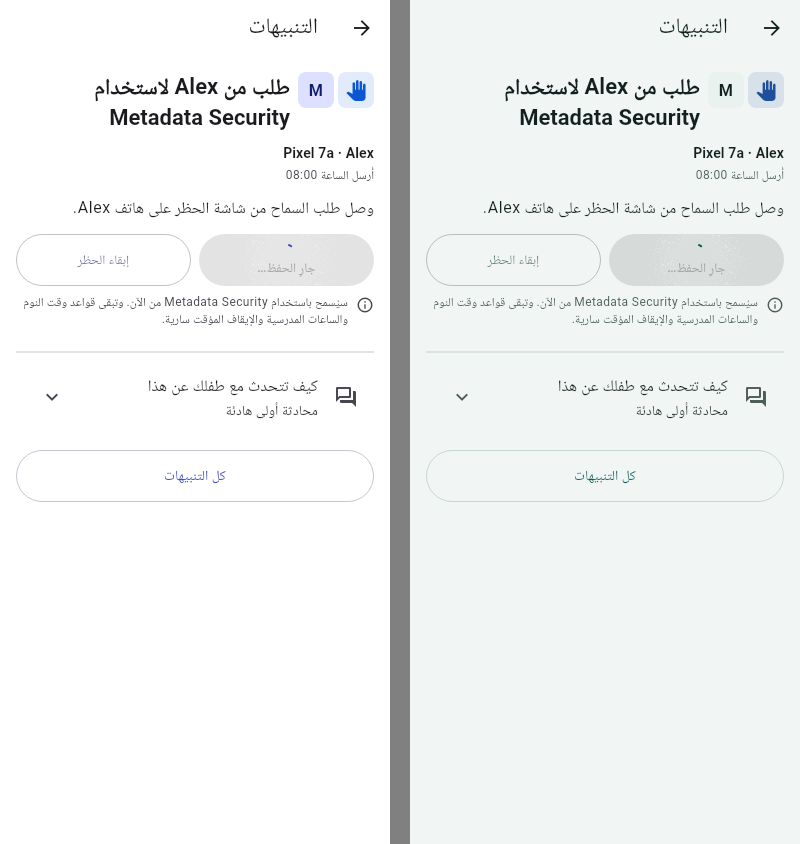 التنبيهات
M
طلب من Alex لاستخدام
Metadata Security
Pixel 7a · Alex
أرسل الساعة 08:00
وصل طلب السماح من شاشة الحظر على هاتف Alex.
جارٍ الحفظ...
إبقاء الحظر
سيُسمح باستخدام Metadata Security من الآن. وتبقى قواعد وقت النوم
والساعات المدرسية والإيقاف المؤقت سارية.
كيف تتحدث مع طفلك عن هذا
محادثة أولى هادئة
كل التنبيهات
التنبيهات
M
طلب من Alex لاستخدام
Metadata Security
Pixel 7a · Alex
أرسل الساعة 08:00
وصل طلب السماح من شاشة الحظر على هاتف Alex.
جارٍ الحفظ...
إبقاء الحظر
سيُسمح باستخدام Metadata Security من الآن. وتبقى قواعد وقت النوم
والساعات المدرسية والإيقاف المؤقت سارية.
كيف تتحدث مع طفلك عن هذا
محادثة أولى هادئة
كل التنبيهات